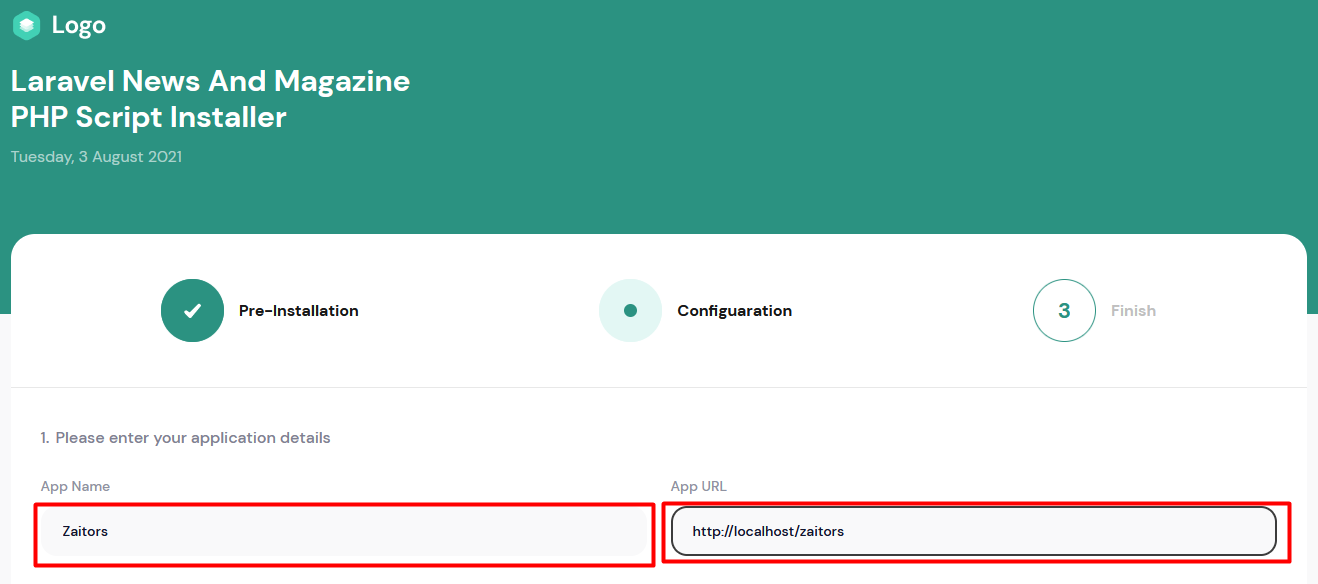 Logo
Laravel News And Magazine
PHP Script Installer
Tuesday, 3 August 2021
Pre-Installation
Configuaration
3
Finish
1. Please enter your application details
App Name
App URL
Zaitors
http://localhost/zaitors